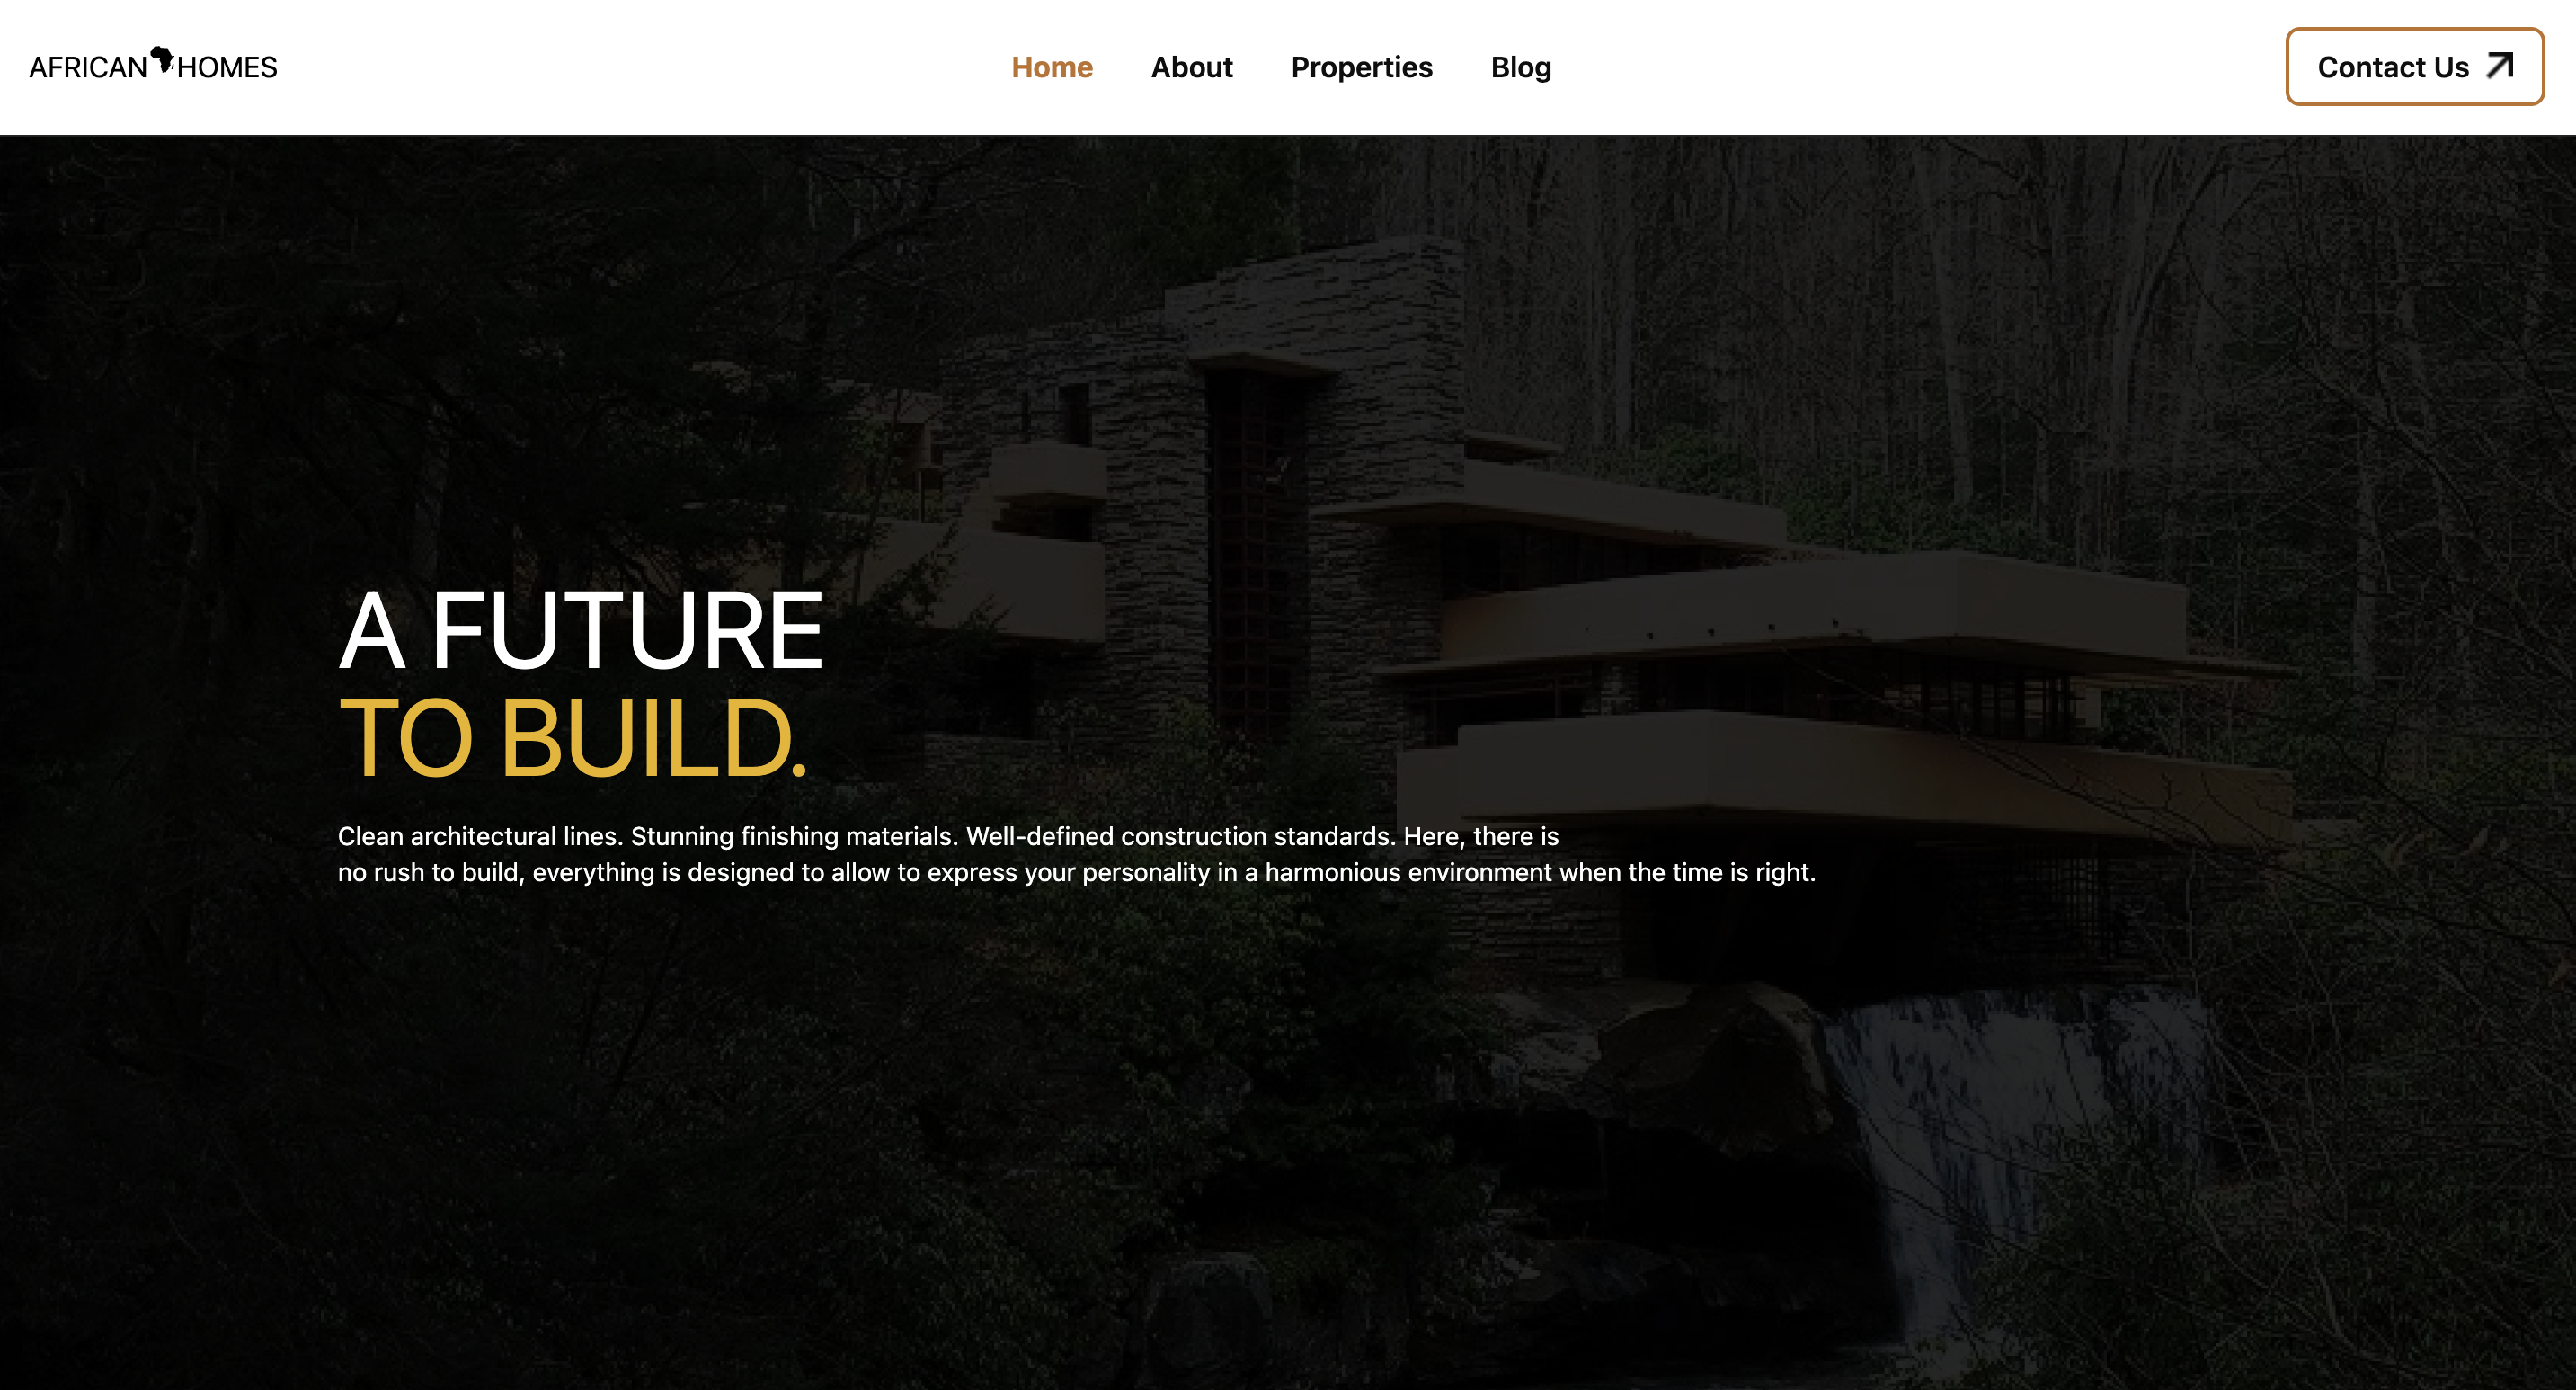 AFRICAN HOMES
Home
About
Properties
Blog
Contact Us
A FUTURE
TO BUILD.
Clean architectural lines. Stunning finishing materials. Well-defined construction standards. Here, there is
no rush to build, everything is designed to allow to express your personality in a harmonious environment when the time is right.